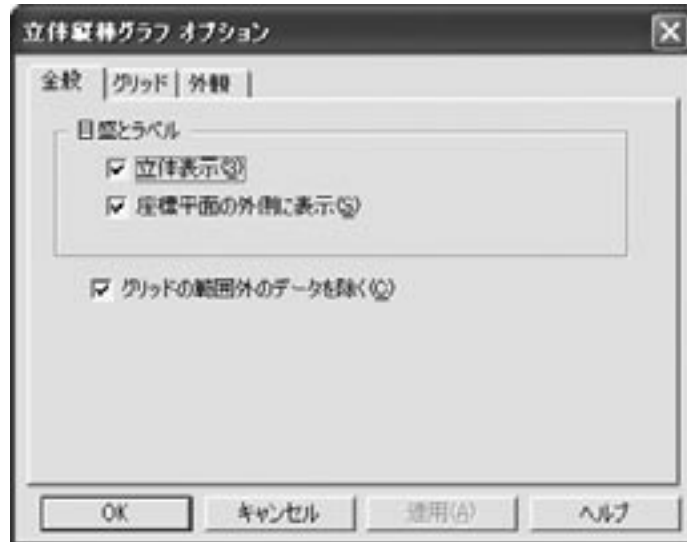 立体縦棒グラフ オプション
全般 グリッド 外観
目盛とラベル
立体表示(3)
座標平面の外側に表示(S)
グリッドの範囲外のデータを除く(C)
OK キャンセル 適用(A) ヘルプ